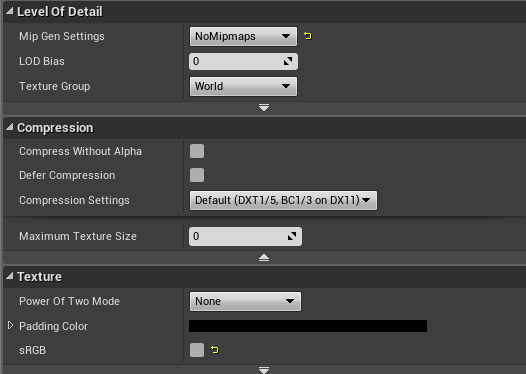 Level Of Detail
Mip Gen Settings NoMipmaps
LOD Bias 0
Texture Group World
Compression
Compress Without Alpha
Defer Compression
Compression Settings Default (DXT1/5, BC1/3 on DX11)
Maximum Texture Size 0
Texture
Power Of Two Mode None
Padding Color
sRGB